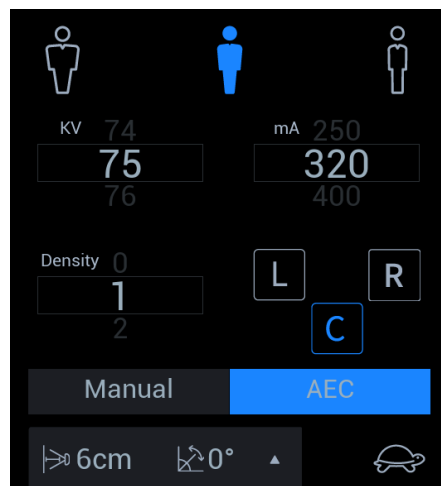 KV 74 mA 250
75 320
76 400
Density 0
1
2
L R
C
Manual AEC
6cm 0°